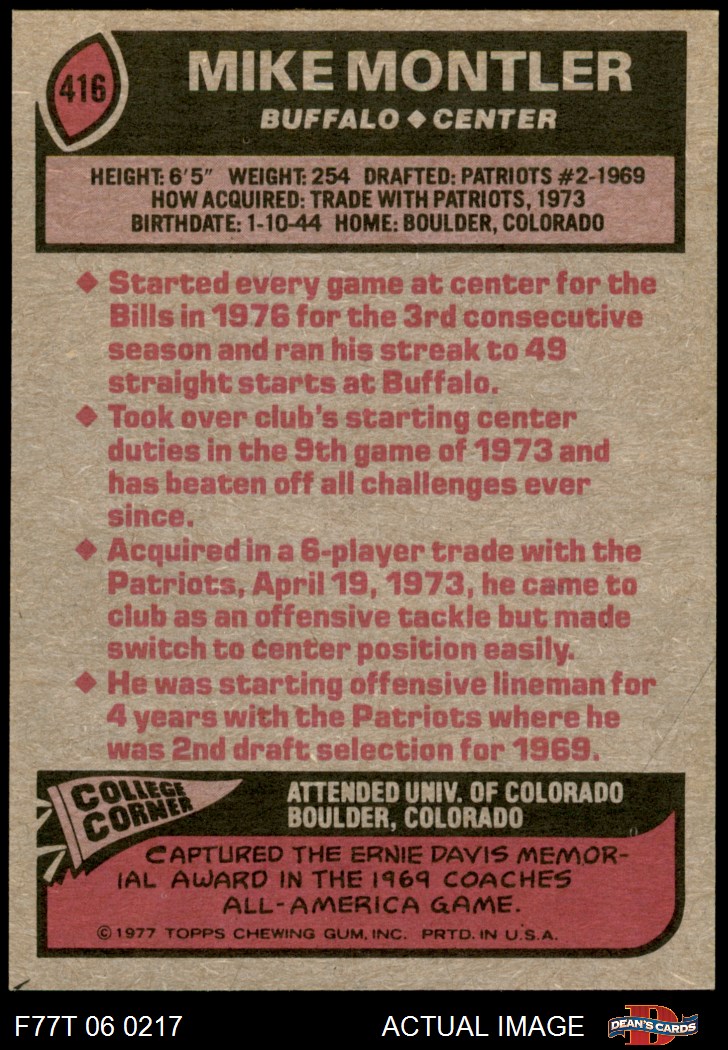 416
MIKE MONTLER
BUFFALO ◆ CENTER
HEIGHT: 6'5" WEIGHT: 254 DRAFTED: PATRIOTS #2-1969
HOW ACQUIRED: TRADE WITH PATRIOTS, 1973
BIRTHDATE: 1-10-44 HOME: BOULDER, COLORADO
◆ Started every game at center for the
Bills in 1976 for the 3rd consecutive
season and ran his streak to 49
straight starts at Buffalo.
◆ Took over club's starting center
duties in the 9th game of 1973 and
has beaten off all challenges ever
since.
◆ Acquired in a 6-player trade with the
Patriots, April 19, 1973, he came to
club as an offensive tackle but made
switch to center position easily.
◆ He was starting offensive lineman for
4 years with the Patriots where he
was 2nd draft selection for 1969.
COLLEGE
CORNER
ATTENDED UNIV. OF COLORADO
BOULDER, COLORADO
CAPTURED THE ERNIE DAVIS MEMOR-
IAL AWARD IN THE 1969 COACHES
ALL-AMERICA GAME.
©1977 TOPPS CHEWING GUM, INC. PRTD. IN U.S.A.
F77T 06 0217
ACTUAL IMAGE
D
DEAN'S CARDS